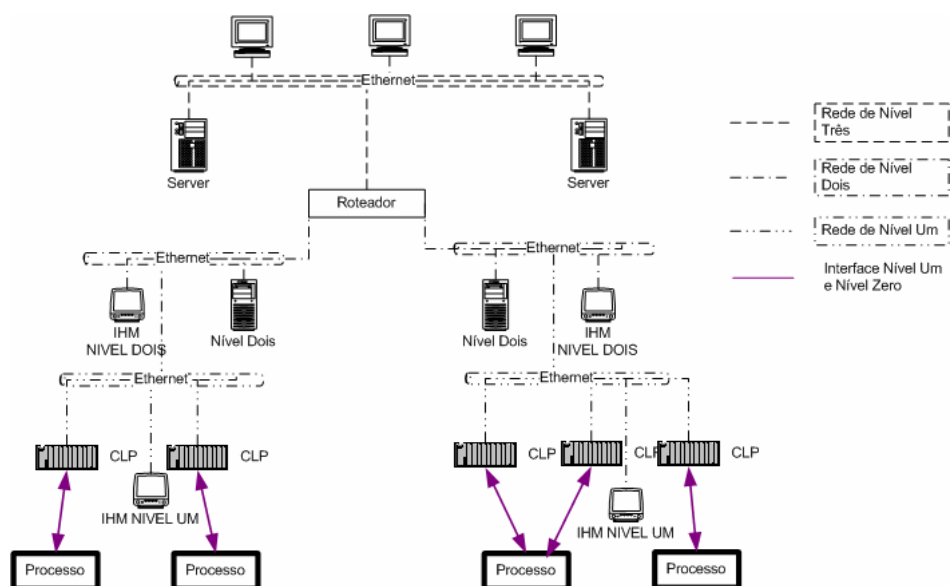 Ethernet
Server
Server
Roteador
Rede de Nível
Três
Rede de Nível
Dois
Rede de Nível Um
Interface Nível Um
e Nível Zero
Ethernet
Ethernet
IHM
NIVEL DOIS
Nível Dois
Nível Dois
IHM
NIVEL DOIS
Ethernet
Ethernet
CLP
CLP
CLP
CLP
CLP
IHM NIVEL UM
IHM NIVEL UM
Processo
Processo
Processo
Processo